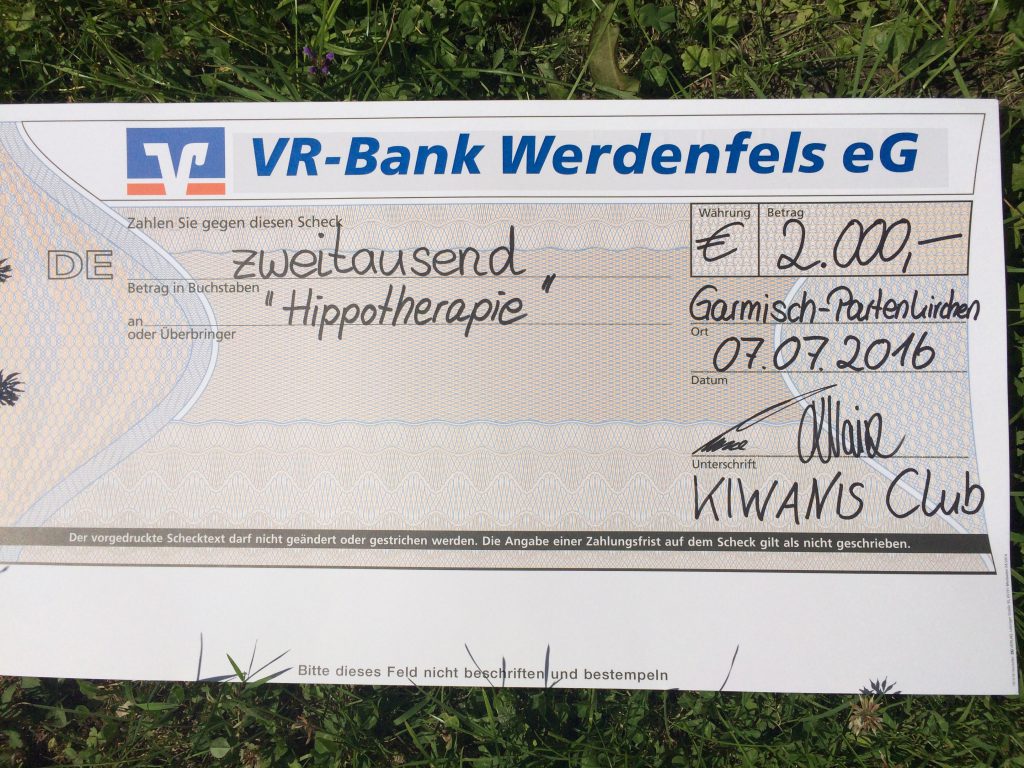 VR-Bank Werdenfels eG
Zahlen Sie gegen diesen Scheck
Währung Betrag
€ 2.000,—
DE
zweitausend
Betrag in Buchstaben
"Hippotherapie"
an
oder Überbringer
Garmisch-Partenkirchen
Ort
07.07.2016
Datum
Unterschrift
KIWANIS Club
Der vorgedruckte Schecktext darf nicht geändert oder gestrichen werden. Die Angabe einer Zahlungsfrist auf dem Scheck gilt als nicht geschrieben.
Bitte dieses Feld nicht beschriften und bestempeln